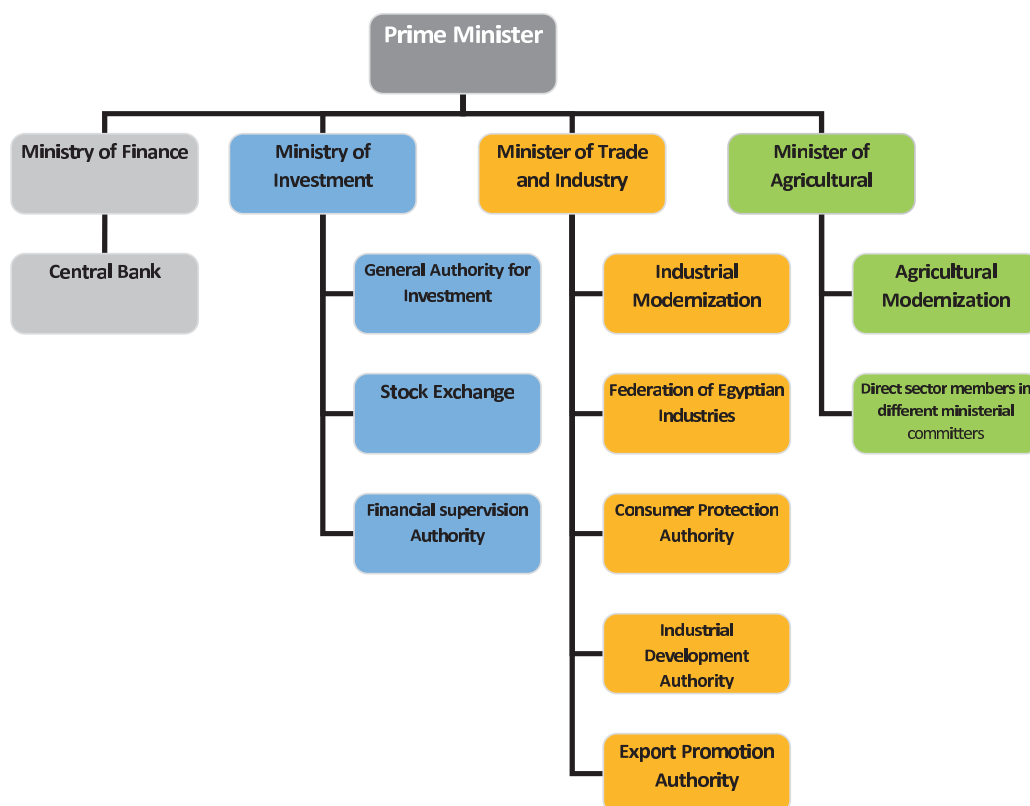 Prime Minister
Ministry of Finance
Ministry of
Investment
Minister of Trade
and Industry
Minister of
Agricultural
Central Bank
General Authority for
Investment
Industrial
Modernization
Agricultural
Modernization
Stock Exchange
Federation of Egyptian
Industries
Direct sector members in
different ministerial
committers
Financial supervision
Authority
Consumer Protection
Authority
Industrial
Development
Authority
Export Promotion
Authority